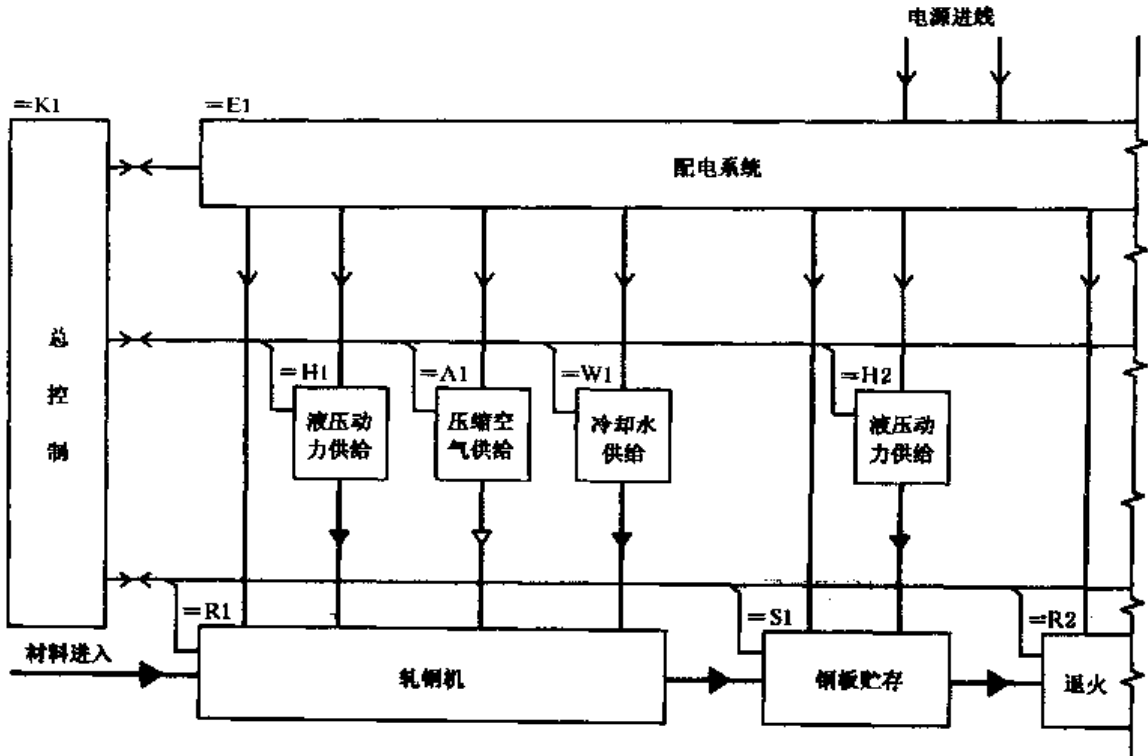 电源进线
=K1
=E1
配电系统
总
控
制
=H1
=A1
=W1
=H2
液压动
力供给
压缩空
气供给
冷却水
供给
液压动
力供给
=R1
=S1
=R2
材料进入
轧钢机
钢板贮存
退火